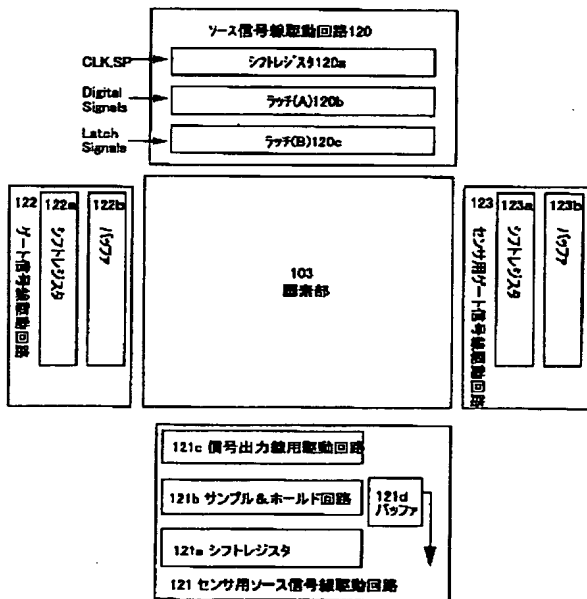 ソース信号線駆動回路120
CLK,SP
シフトレジスタ120a
Digital
Signals
ラッチ(A)120b
Latch
Signals
ラッチ(B)120c
122
122a
122b
ゲート信号線駆動回路
シフトレジスタ
バッファ
103
画素部
123
123a
123b
センサ用ゲート信号線駆動回路
シフトレジスタ
バッファ
121c 信号出力線用駆動回路
121b サンプル&ホールド回路
121d
バッファ
121a シフトレジスタ
121 センサ用ソース信号線駆動回路